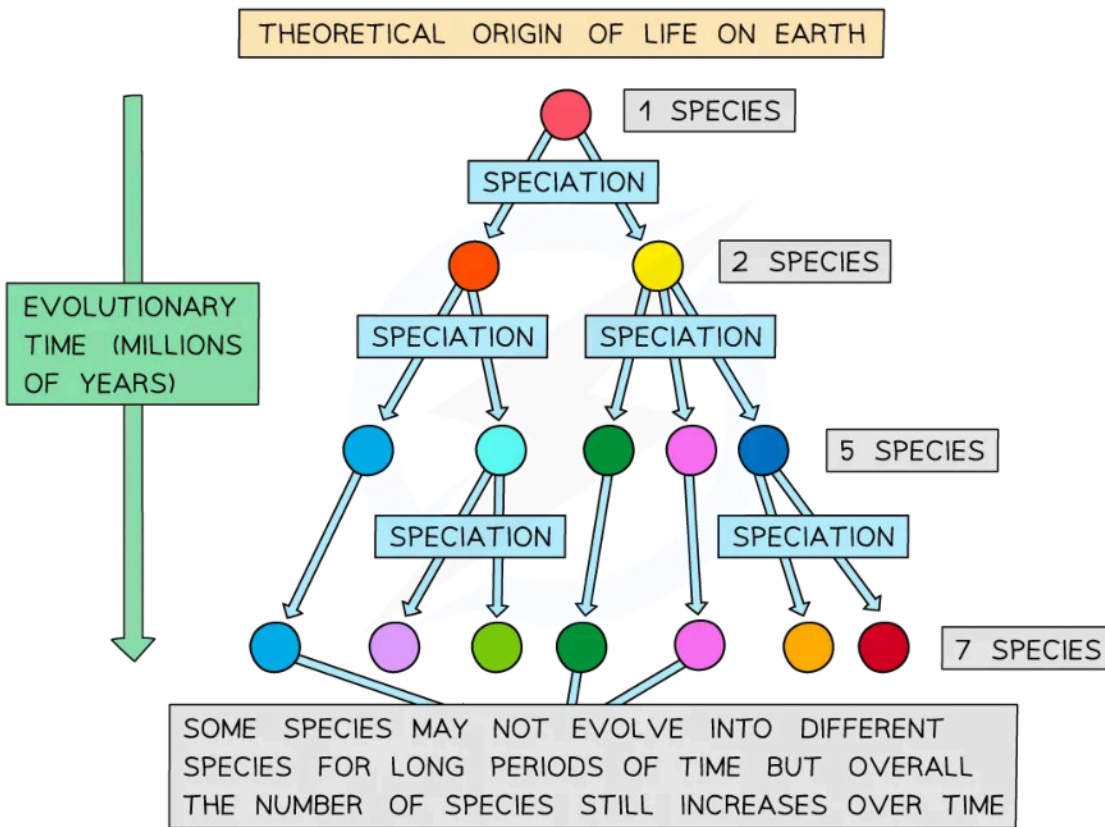 THEORETICAL ORIGIN OF LIFE ON EARTH
1 SPECIES
SPECIATION
2 SPECIES
EVOLUTIONARY
TIME (MILLIONS
OF YEARS)
SPECIATION
SPECIATION
5 SPECIES
SPECIATION
SPECIATION
7 SPECIES
SOME SPECIES MAY NOT EVOLVE INTO DIFFERENT
SPECIES FOR LONG PERIODS OF TIME BUT OVERALL
THE NUMBER OF SPECIES STILL INCREASES OVER TIME